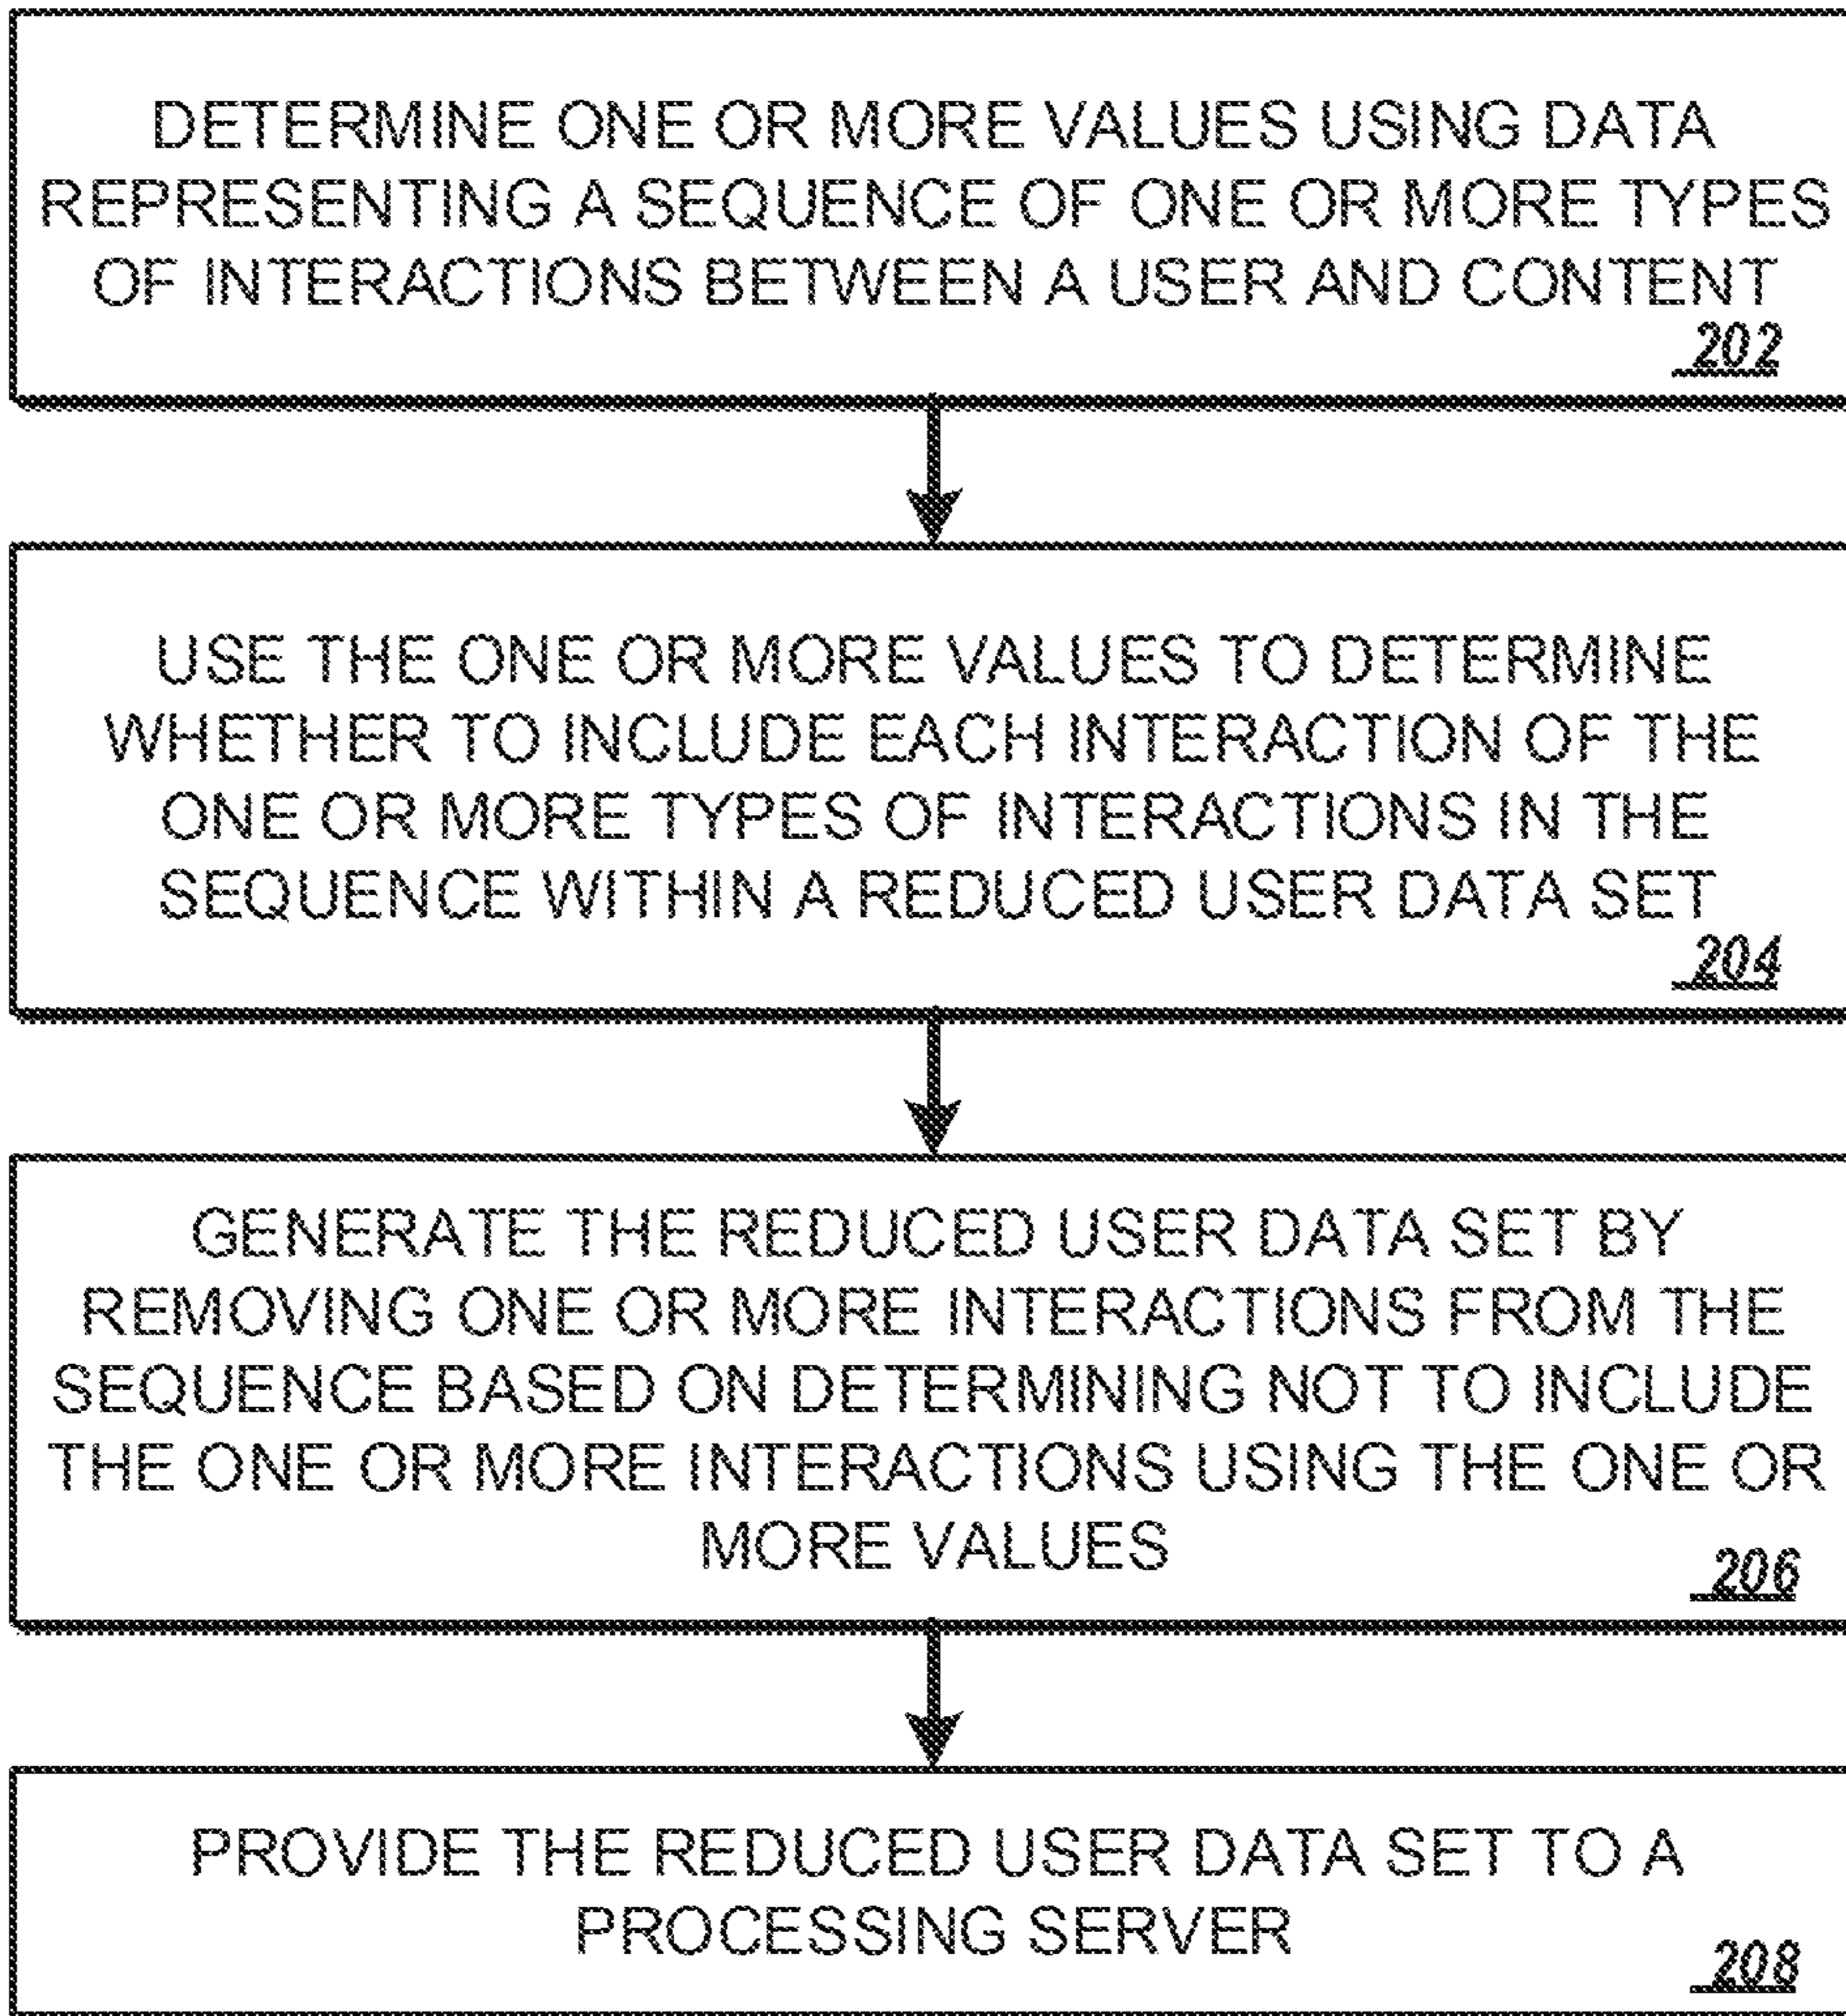 DETERMINE ONE OR MORE VALUES USING DATA
REPRESENTING A SEQUENCE OF ONE OR MORE TYPES
OF INTERACTIONS BETWEEN A USER AND CONTENT
202
USE THE ONE OR MORE VALUES TO DETERMINE
WHETHER TO INCLUDE EACH INTERACTION OF THE
ONE OR MORE TYPES OF INTERACTIONS IN THE
SEQUENCE WITHIN A REDUCED USER DATA SET
204
GENERATE THE REDUCED USER DATA SET BY
REMOVING ONE OR MORE INTERACTIONS FROM THE
SEQUENCE BASED ON DETERMINING NOT TO INCLUDE
THE ONE OR MORE INTERACTIONS USING THE ONE OR
MORE VALUES
206
PROVIDE THE REDUCED USER DATA SET TO A
PROCESSING SERVER
208